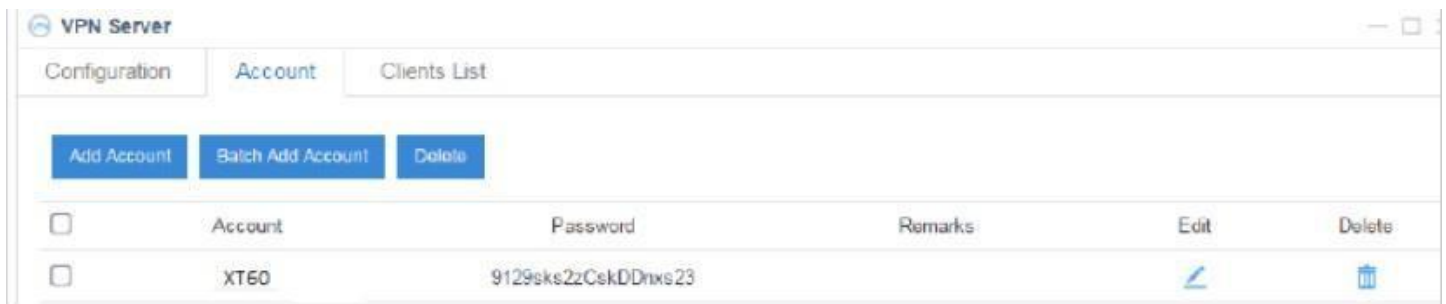 VPN Server
Configuration Account Clients List
Add Account Batch Add Account Delete
Account Password Remarks Edit Delete
XT60 9129sks2zCskDDnxs23